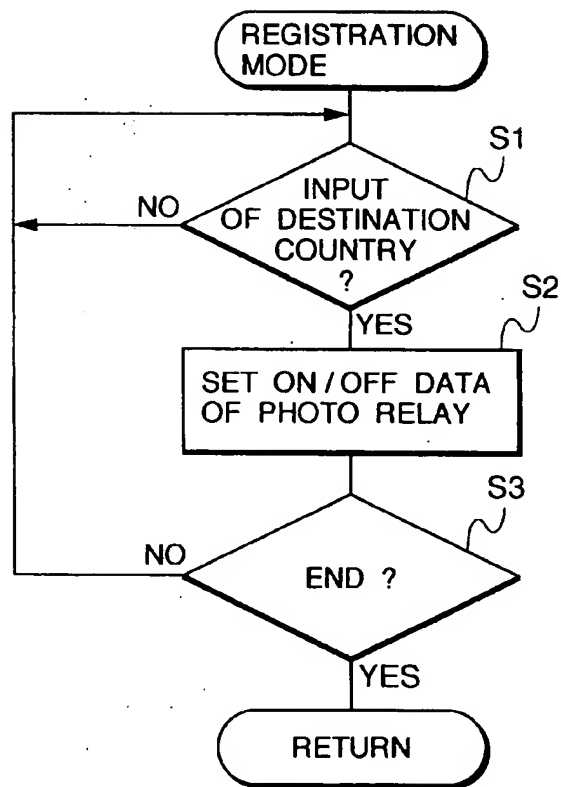 REGISTRATION
MODE
S1
INPUT
OF DESTINATION
COUNTRY
?
NO
YES
S2
SET ON/OFF DATA
OF PHOTO RELAY
S3
END ?
NO
YES
RETURN